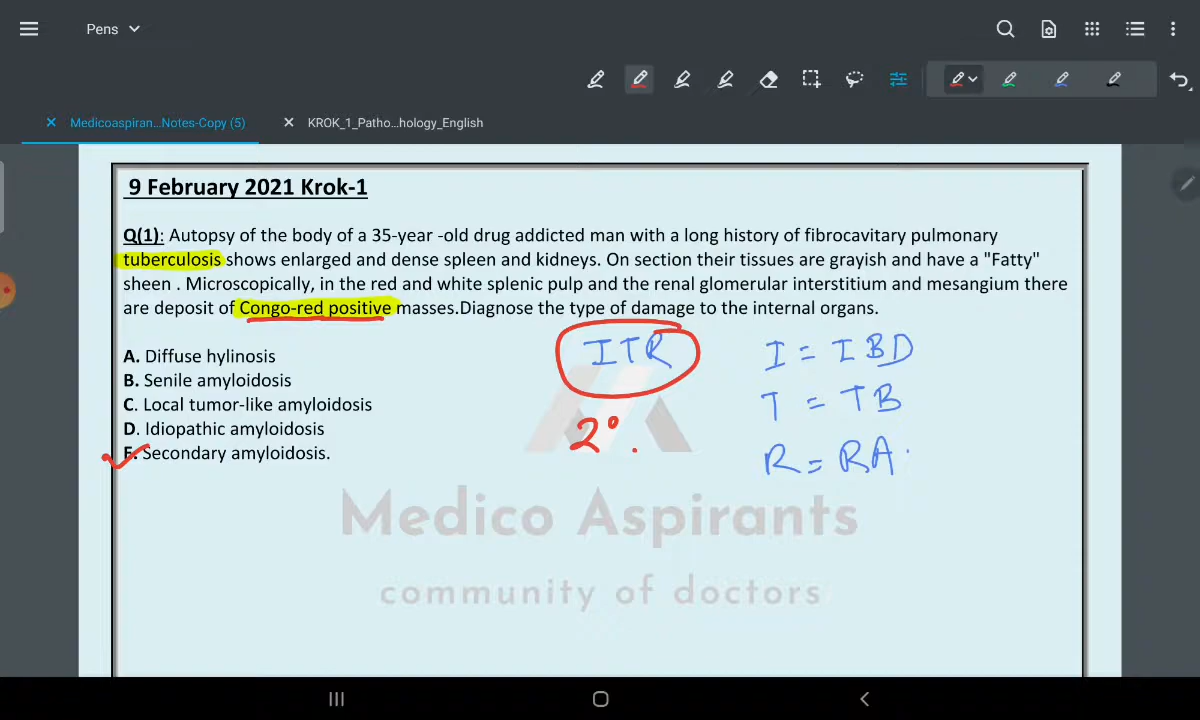 Pens
Medicoaspiran...Notes-Copy (5)
KROK_1_Patho...hology_English
9 February 2021 Krok-1
Q(1): Autopsy of the body of a 35-year -old drug addicted man with a long history of fibrocavitary pulmonary
tuberculosis shows enlarged and dense spleen and kidneys. On section their tissues are grayish and have a "Fatty"
sheen . Microscopically, in the red and white splenic pulp and the renal glomerular interstitium and mesangium there
are deposit of Congo-red positive masses.Diagnose the type of damage to the internal organs.
A. Diffuse hylinosis
B. Senile amyloidosis
C. Local tumor-like amyloidosis
D. Idiopathic amyloidosis
E. Secondary amyloidosis.
ITR
2°.
I = IBD
T = TB
R = RA
Medico Aspirants
community of doctors